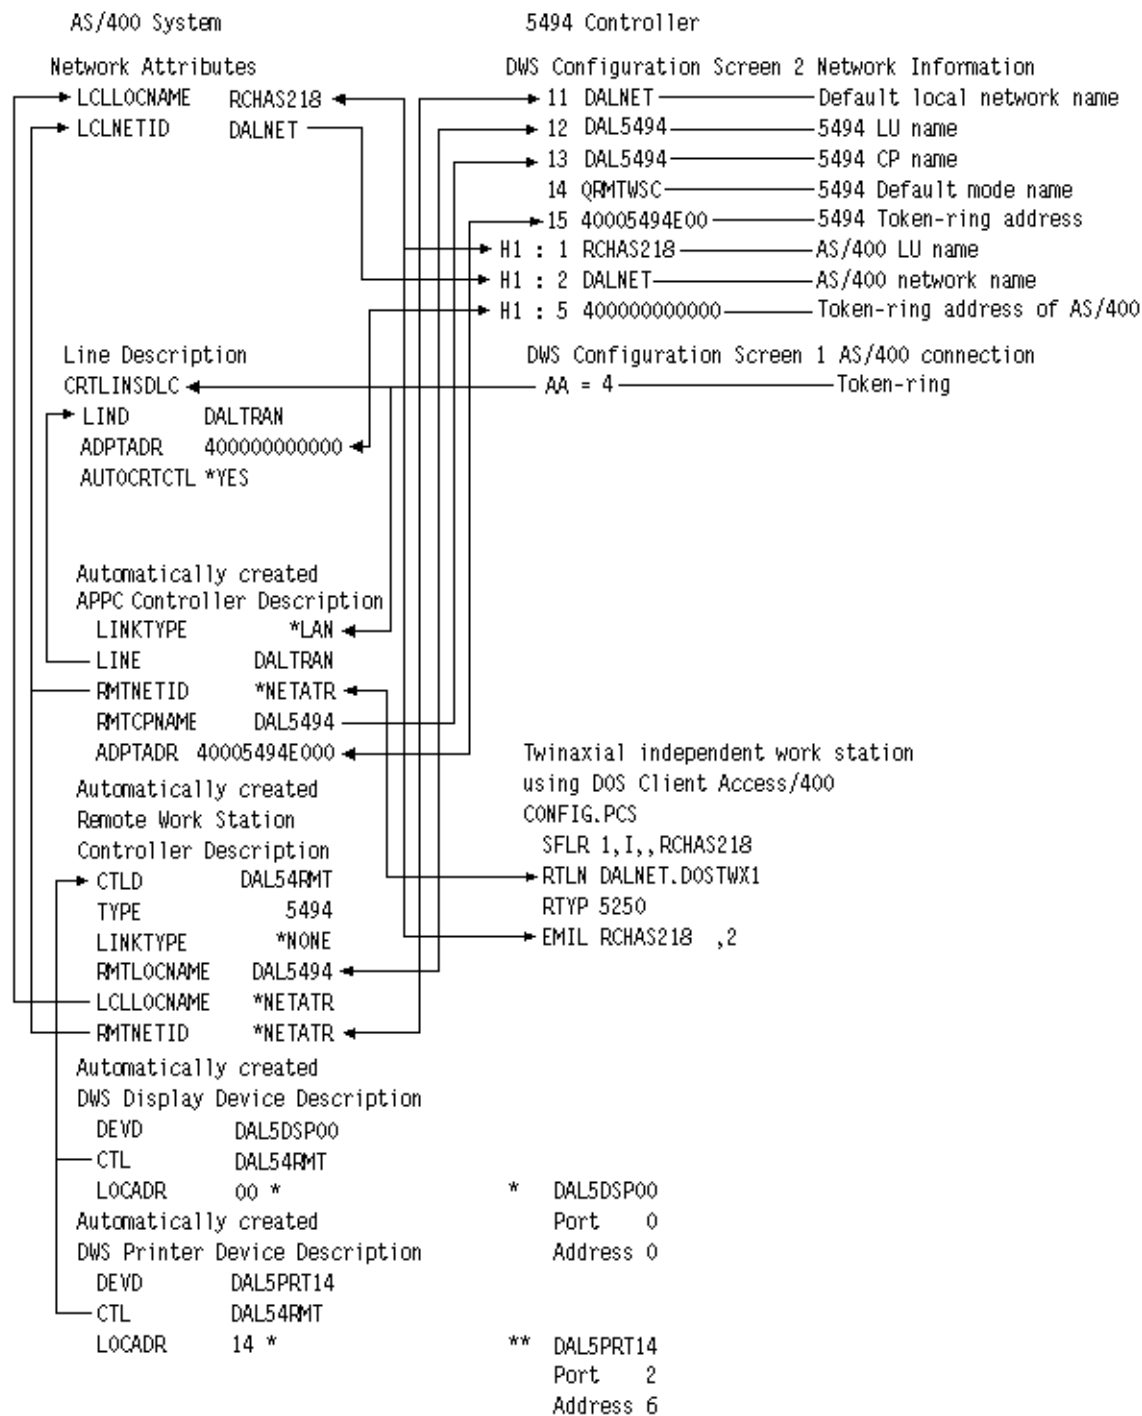 AS/400 System 5494 Controller
Network Attributes DWS Configuration Screen 2 Network Information
LCLLOCNAME RCHAS218 11 DALNET Default local network name
LCLNETID DALNET 12 DAL5494 5494 LU name
13 DAL5494 5494 CP name
14 QRMTWSC 5494 Default mode name
15 40005494E00 5494 Token-ring address
H1 : 1 RCHAS218 AS/400 LU name
H1 : 2 DALNET AS/400 network name
H1 : 5 400000000000 Token-ring address of AS/400
Line Description DWS Configuration Screen 1 AS/400 connection
CRTLINSDLC AA = 4 Token-ring
LIND DALTRAN
ADPTADR 400000000000
AUTOCRTCTL *YES
Automatically created
APPC Controller Description
LINKTYPE *LAN
LINE DALTRAN
RMTNETID *NETATR
RMTCPNAME DAL5494
ADPTADR 40005494E000 Twinaxial independent work station
Automatically created using DOS Client Access/400
Remote Work Station CONFIG.PCS
Controller Description SFLR 1,I,,RCHAS218
CTLD DAL54RMT RTLN DALNET.DOSTWX1
TYPE 5494 RTYP 5250
LINKTYPE *NONE EMIL RCHAS218 ,2
RMTLOCNAME DAL5494
LCLLOCNAME *NETATR
RMTNETID *NETATR
Automatically created
DWS Display Device Description
DEVD DAL5DSP00
CTL DAL54RMT
LOCADR 00 * * DAL5DSP00
Automatically created Port 0
DWS Printer Device Description Address 0
DEVD DAL5PRT14
CTL DAL54RMT
LOCADR 14 * ** DAL5PRT14
Port 2
Address 6